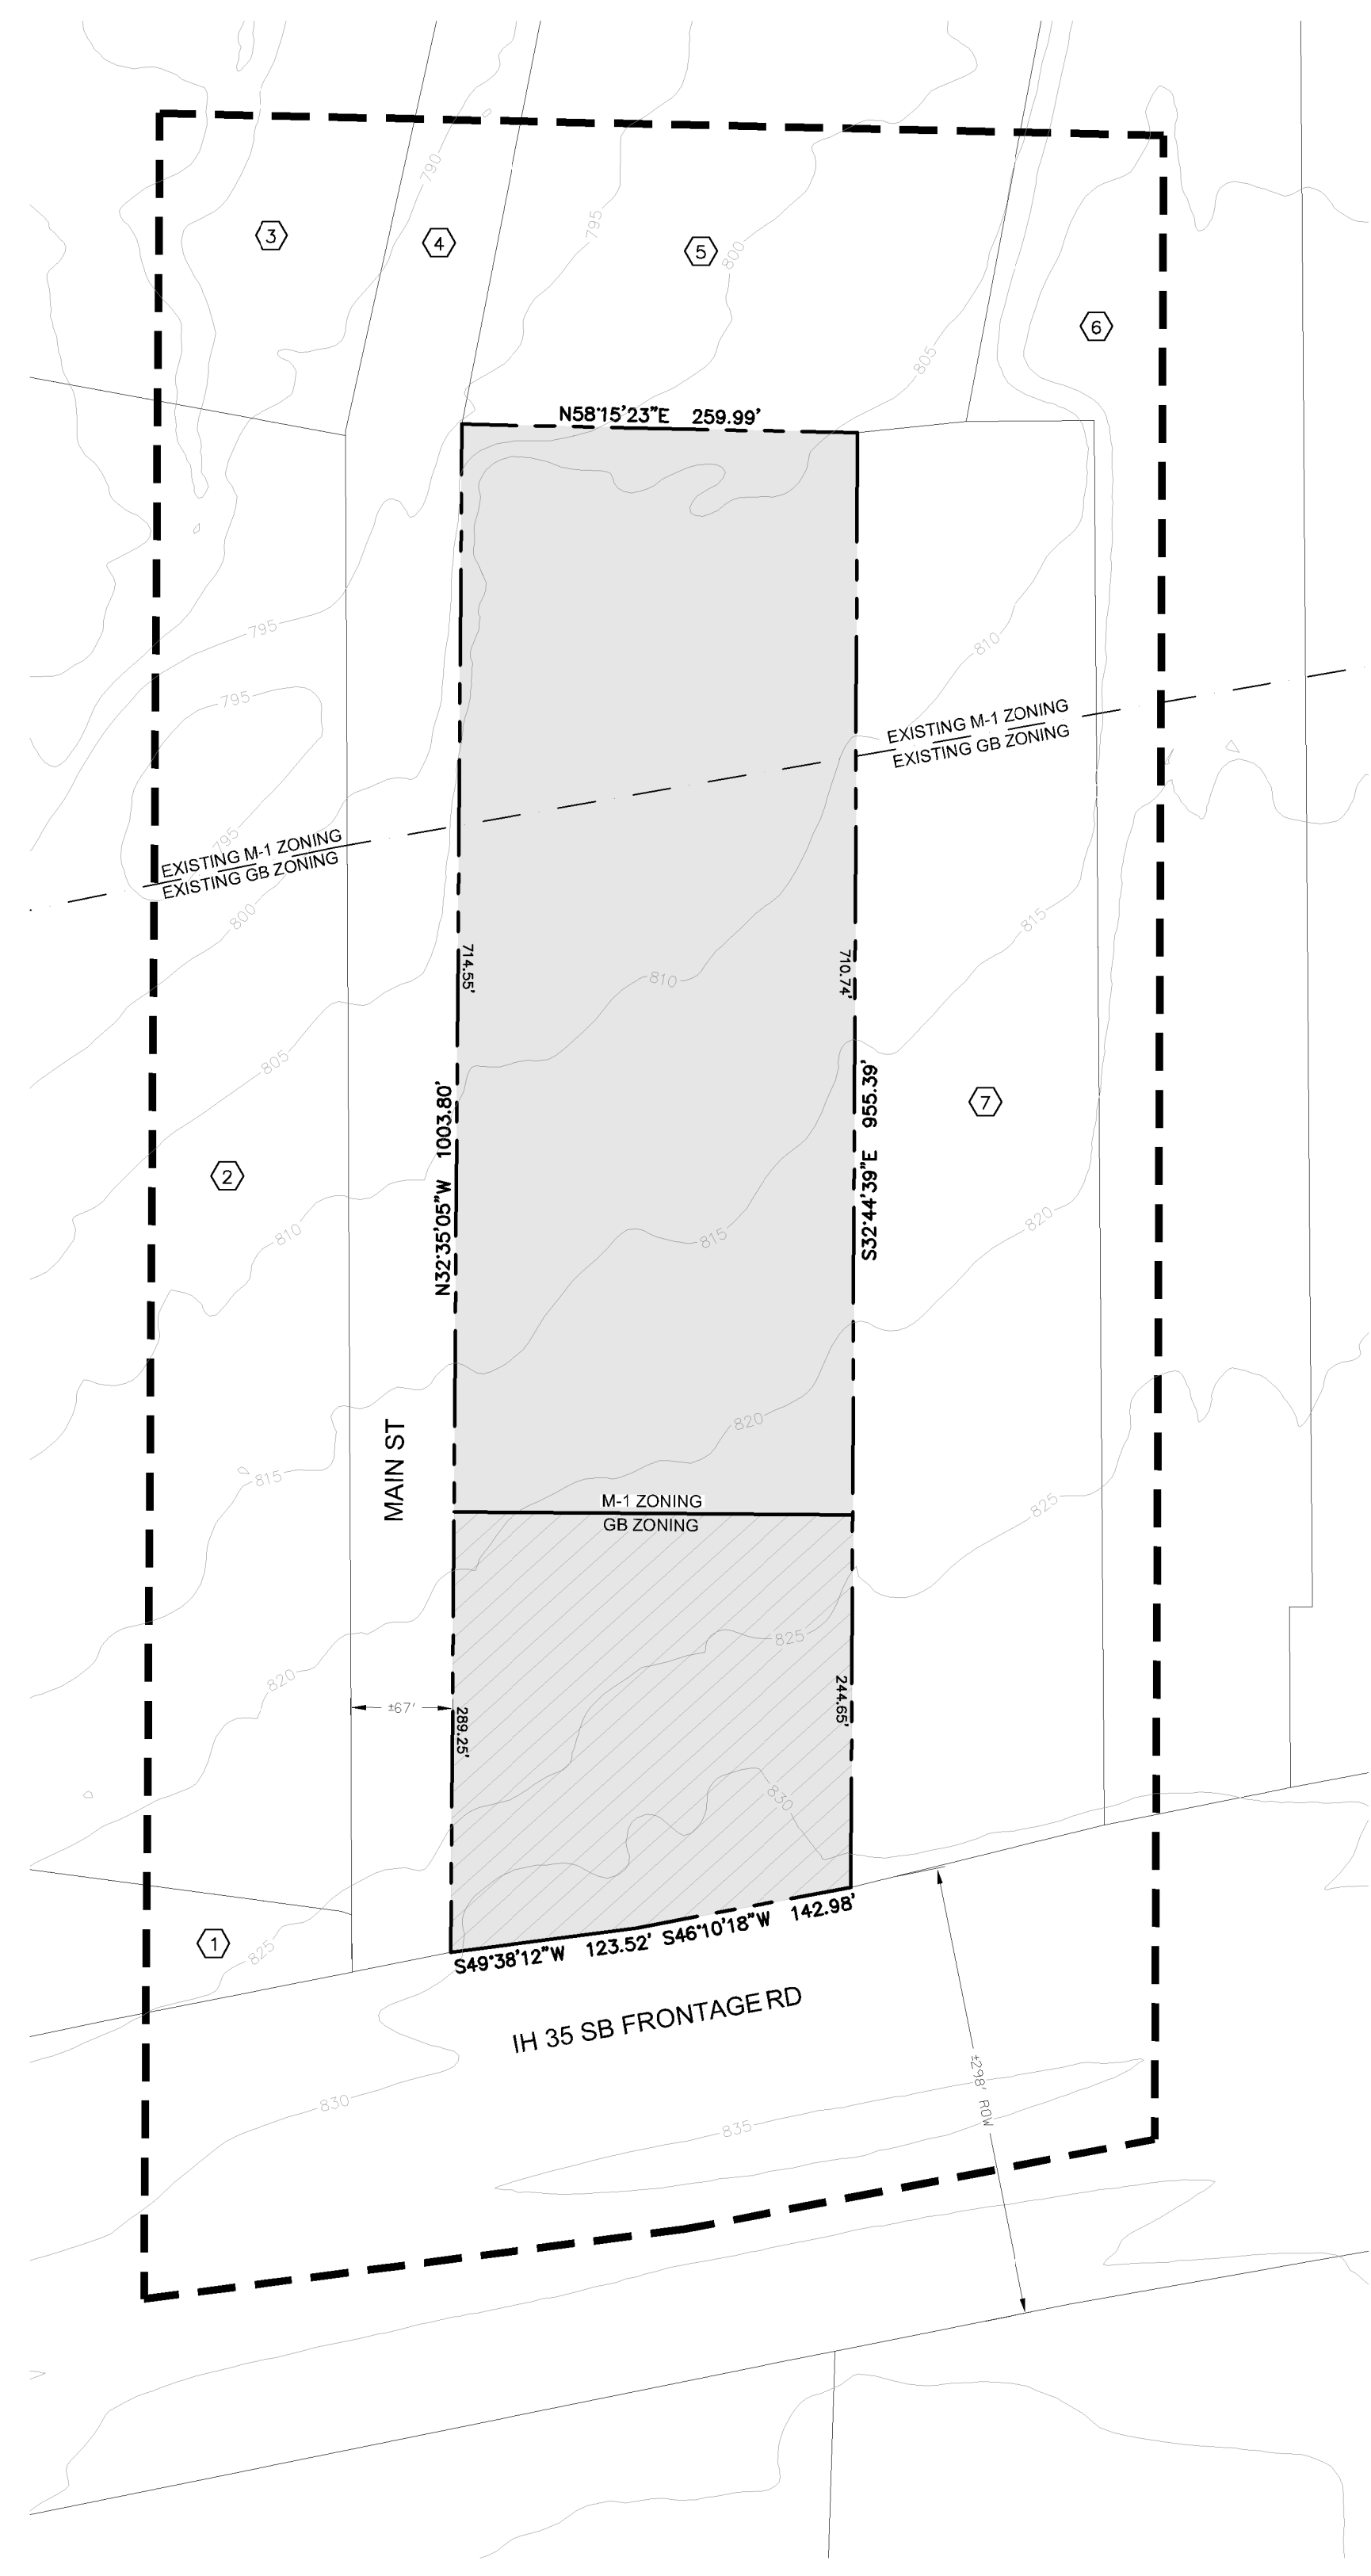 790
3
4
795
5
800
6
805
N58°15'23"E 259.99'
795
810
795
EXISTING M-1 ZONING
EXISTING GB ZONING
795
EXISTING M-1 ZONING
EXISTING GB ZONING
800
815
714.55'
710.74'
810
805
N32°35'05"W 1003.80'
S32°44'39"E 955.39'
7
2
810
815
820
820
MAIN ST
815
M-1 ZONING
GB ZONING
825
825
820
±67'
289.25'
244.65'
830
1
825
S49°38'12"W 123.52' S46°10'18"W 142.98'
IH 35 SB FRONTAGE RD
±298' ROW
830
835